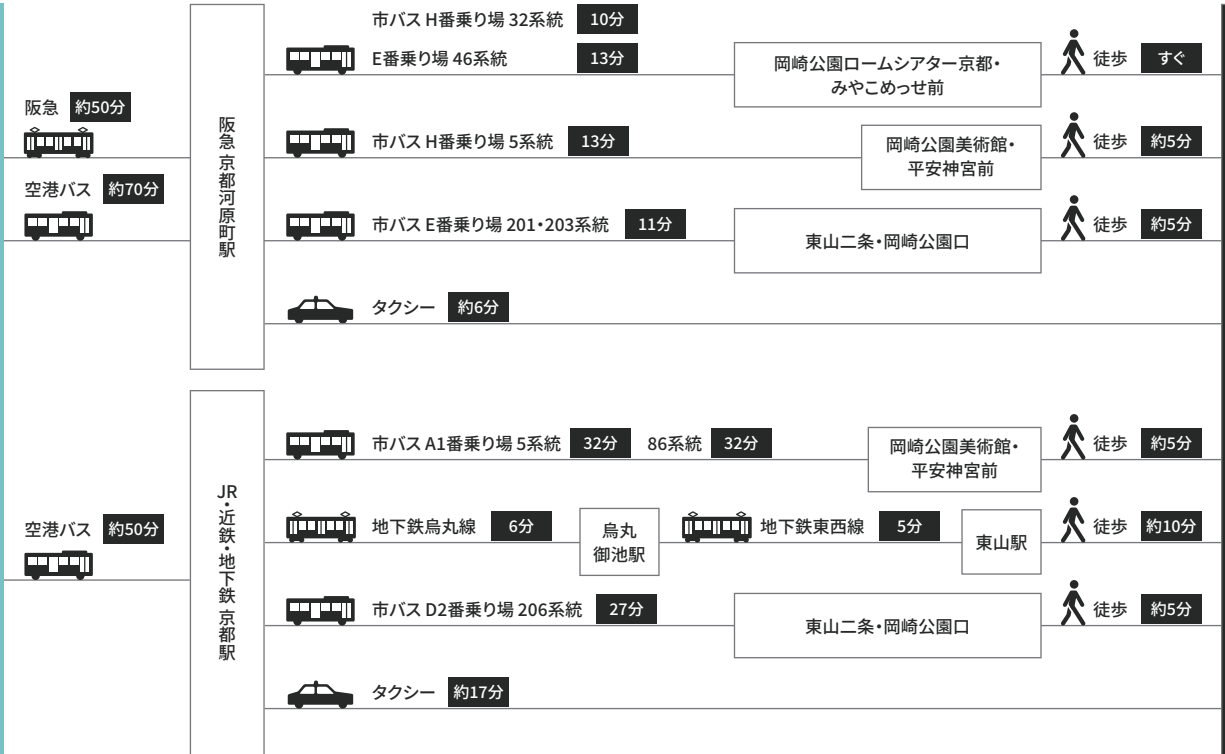 阪急 約50分
空港バス 約70分
阪急 京都河原町駅
市バス H番乗り場 32系統 10分
E番乗り場 46系統 13分
岡崎公園ロームシアター京都・
みやこめっせ前
徒歩 すぐ
市バス H番乗り場 5系統 13分
岡崎公園美術館・
平安神宮前
徒歩 約5分
市バス E番乗り場 201・203系統 11分
東山二条・岡崎公園口
徒歩 約5分
タクシー 約6分
空港バス 約50分
JR・近鉄・地下鉄 京都駅
市バス A1番乗り場 5系統 32分 86系統 32分
岡崎公園美術館・
平安神宮前
徒歩 約5分
地下鉄烏丸線 6分
烏丸
御池駅
地下鉄東西線 5分
東山駅
徒歩 約10分
市バス D2番乗り場 206系統 27分
東山二条・岡崎公園口
徒歩 約5分
タクシー 約17分